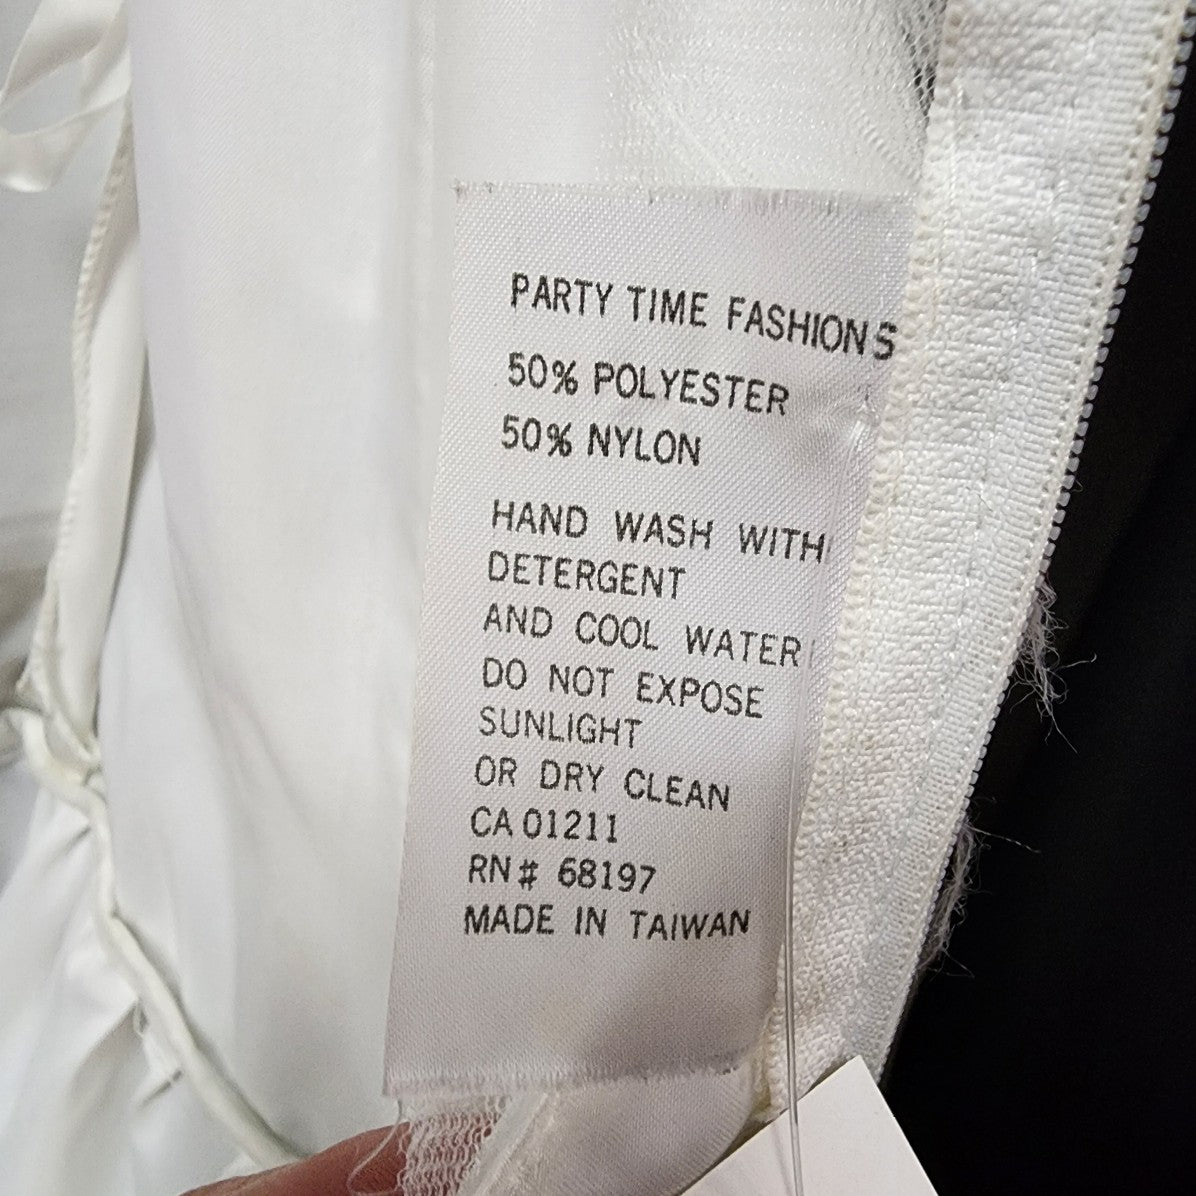 PARTY TIME FASHIONS
50% POLYESTER
50% NYLON
HAND WASH WITH
DETERGENT
AND COOL WATER
DO NOT EXPOSE
SUNLIGHT
OR DRY CLEAN
CA 01211
RN# 68197
MADE IN TAIWAN